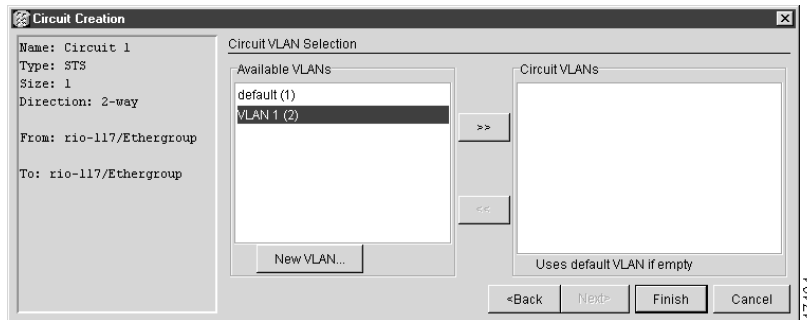 Circuit Creation
Name: Circuit 1
Type: STS
Size: 1
Direction: 2-way
From: rio-117/Ethergroup
To: rio-117/Ethergroup
Circuit VLAN Selection
Available VLANs
default (1)
VLAN 1 (2)
New VLAN...
>>
<<
Circuit VLANs
Uses default VLAN if empty
<Back
Next>
Finish
Cancel